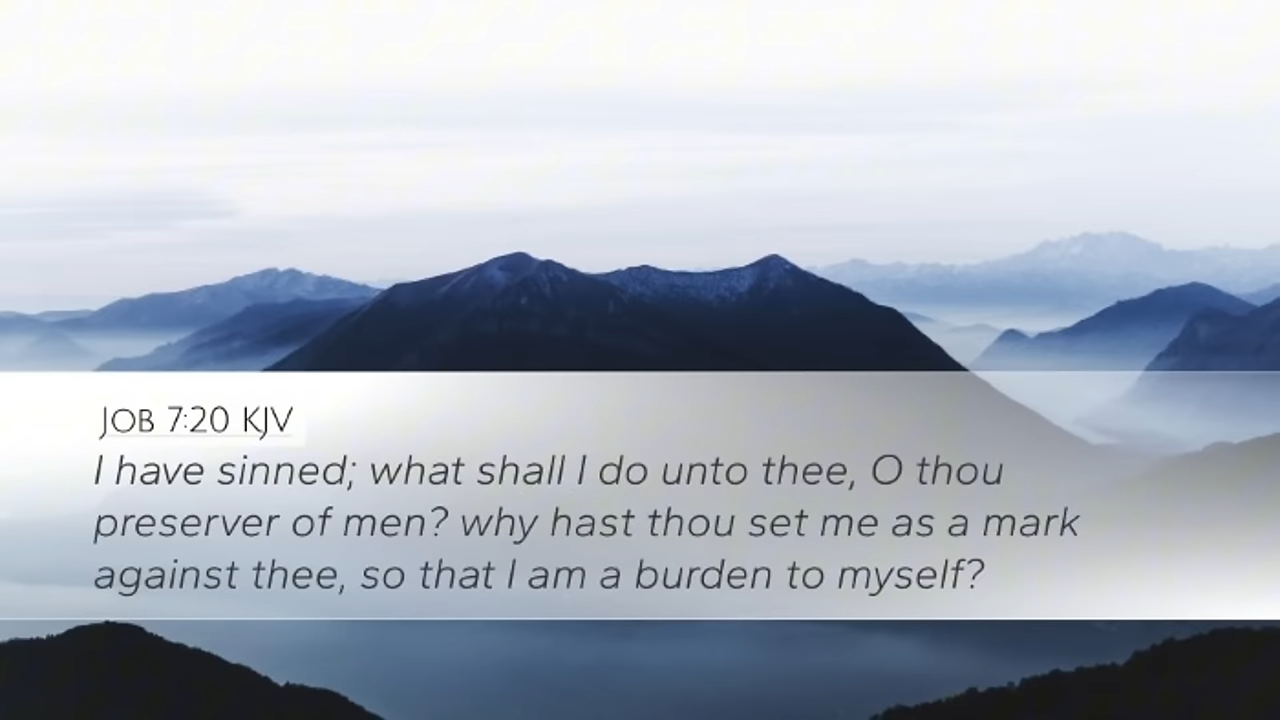 JOB 7:20 KJV
I have sinned; what shall I do unto thee, O thou
preserver of men? why hast thou set me as a mark
against thee, so that I am a burden to myself?